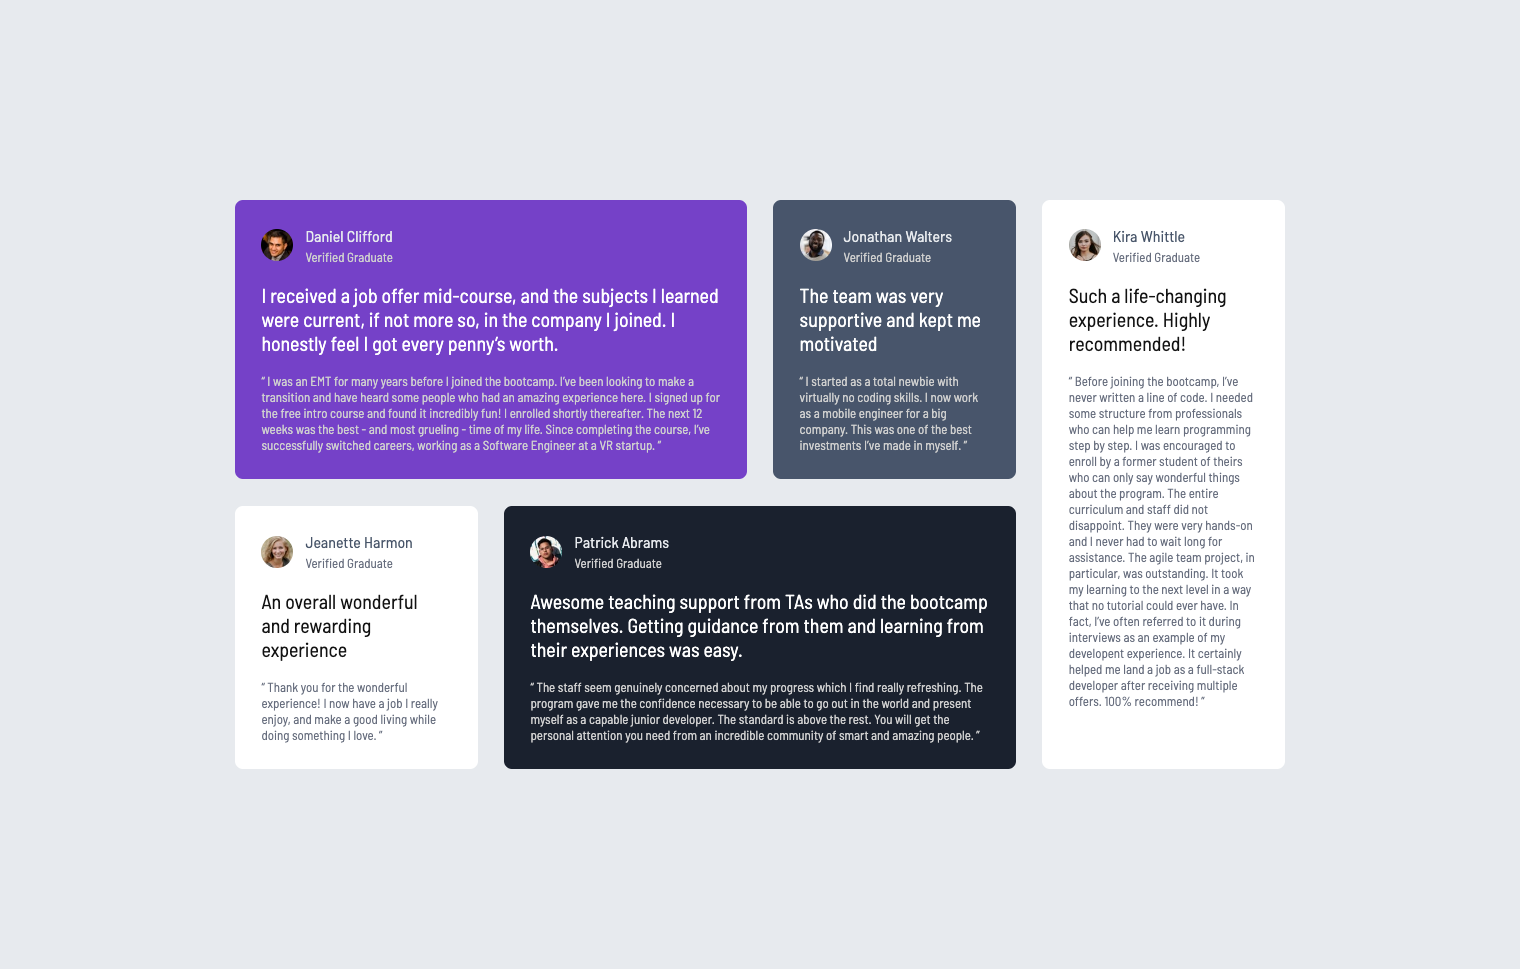 Daniel Clifford
Verified Graduate
I received a job offer mid-course, and the subjects I learned
were current, if not more so, in the company I joined. I
honestly feel I got every penny’s worth.
“ I was an EMT for many years before I joined the bootcamp. I’ve been looking to make a
transition and have heard some people who had an amazing experience here. I signed up for
the free intro course and found it incredibly fun! I enrolled shortly thereafter. The next 12
weeks was the best - and most grueling - time of my life. Since completing the course, I’ve
successfully switched careers, working as a Software Engineer at a VR startup. ”
Jonathan Walters
Verified Graduate
The team was very
supportive and kept me
motivated
“ I started as a total newbie with
virtually no coding skills. I now work
as a mobile engineer for a big
company. This was one of the best
investments I’ve made in myself. ”
Kira Whittle
Verified Graduate
Such a life-changing
experience. Highly
recommended!
“ Before joining the bootcamp, I’ve
never written a line of code. I needed
some structure from professionals
who can help me learn programming
step by step. I was encouraged to
enroll by a former student of theirs
who can only say wonderful things
about the program. The entire
curriculum and staff did not
disappoint. They were very hands-on
and I never had to wait long for
assistance. The agile team project, in
particular, was outstanding. It took
my learning to the next level in a way
that no tutorial could ever have. In
fact, I’ve often referred to it during
interviews as an example of my
developent experience. It certainly
helped me land a job as a full-stack
developer after receiving multiple
offers. 100% recommend! ”
Jeanette Harmon
Verified Graduate
An overall wonderful
and rewarding
experience
“ Thank you for the wonderful
experience! I now have a job I really
enjoy, and make a good living while
doing something I love. ”
Patrick Abrams
Verified Graduate
Awesome teaching support from TAs who did the bootcamp
themselves. Getting guidance from them and learning from
their experiences was easy.
“ The staff seem genuinely concerned about my progress which I find really refreshing. The
program gave me the confidence necessary to be able to go out in the world and present
myself as a capable junior developer. The standard is above the rest. You will get the
personal attention you need from an incredible community of smart and amazing people. ”